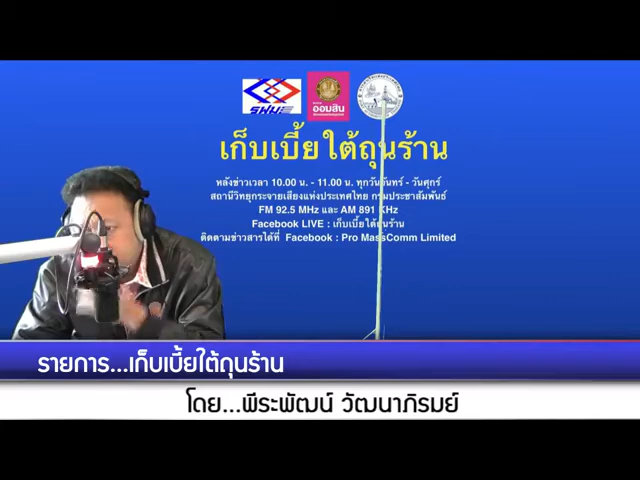 รฟม
ออมสิน
เก็บเบี้ยใต้ถุนร้าน
หลังข่าวเวลา 10.00 น. - 11.00 น. ทุกวันจันทร์ - วันศุกร์
สถานีวิทยุกระจายเสียงแห่งประเทศไทย กรมประชาสัมพันธ์
FM 92.5 MHz และ AM 891 KHz
Facebook LIVE : เก็บเบี้ยใต้ถุนร้าน
ติดตามข่าวสารได้ที่ Facebook : Pro MassComm Limited
รายการ...เก็บเบี้ยใต้ถุนร้าน
โดย...พีระพัฒน์ วัฒนาภิรมย์